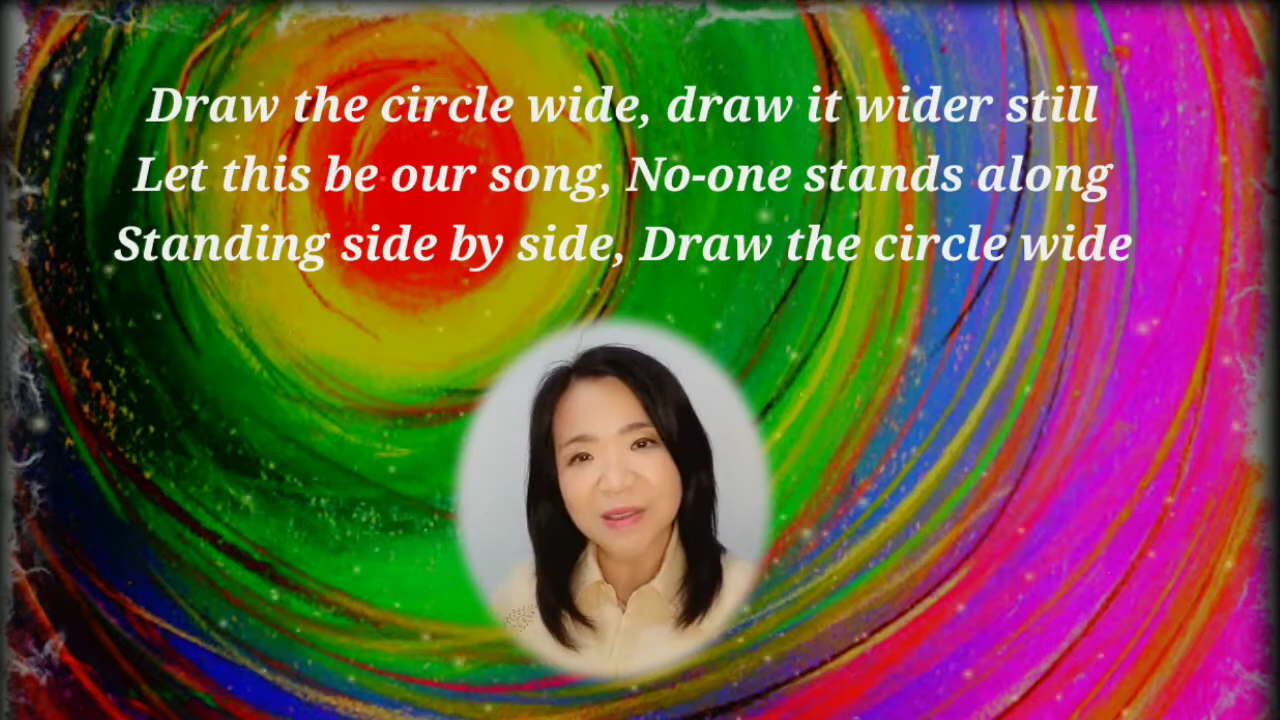 Draw the circle wide, draw it wider still
Let this be our song, No-one stands along
Standing side by side, Draw the circle wide